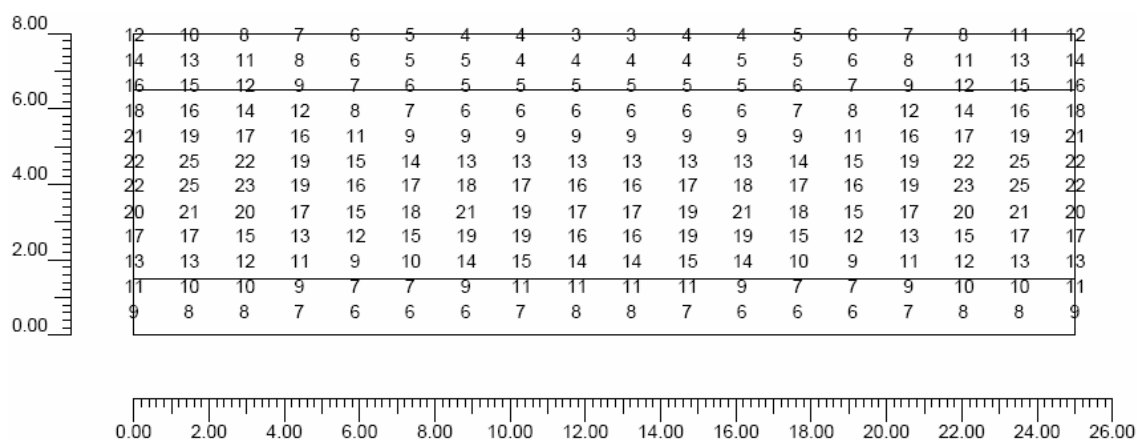 8.00
12 10 8 7 6 5 4 4 3 3 4 4 5 6 7 8 11 12
14 13 11 8 6 5 5 4 4 4 4 5 5 6 8 11 13 14
16 15 12 9 7 6 5 5 5 5 5 5 6 7 9 12 15 16
6.00
18 16 14 12 8 7 6 6 6 6 6 6 7 8 12 14 16 18
21 19 17 16 11 9 9 9 9 9 9 9 9 11 16 17 19 21
22 25 22 19 15 14 13 13 13 13 13 13 14 15 19 22 25 22
4.00
22 25 23 19 16 17 18 17 16 16 17 18 17 16 19 23 25 22
20 21 20 17 15 18 21 19 17 17 19 21 18 15 17 20 21 20
17 17 15 13 12 15 19 19 16 16 19 19 15 12 13 15 17 17
2.00
13 13 12 11 9 10 14 15 14 14 15 14 10 9 11 12 13 13
11 10 10 9 7 7 9 11 11 11 11 9 7 7 9 10 10 11
9 8 8 7 6 6 6 7 8 8 7 6 6 6 7 8 8 9
0.00
0.00 2.00 4.00 6.00 8.00 10.00 12.00 14.00 16.00 18.00 20.00 22.00 24.00 26.00